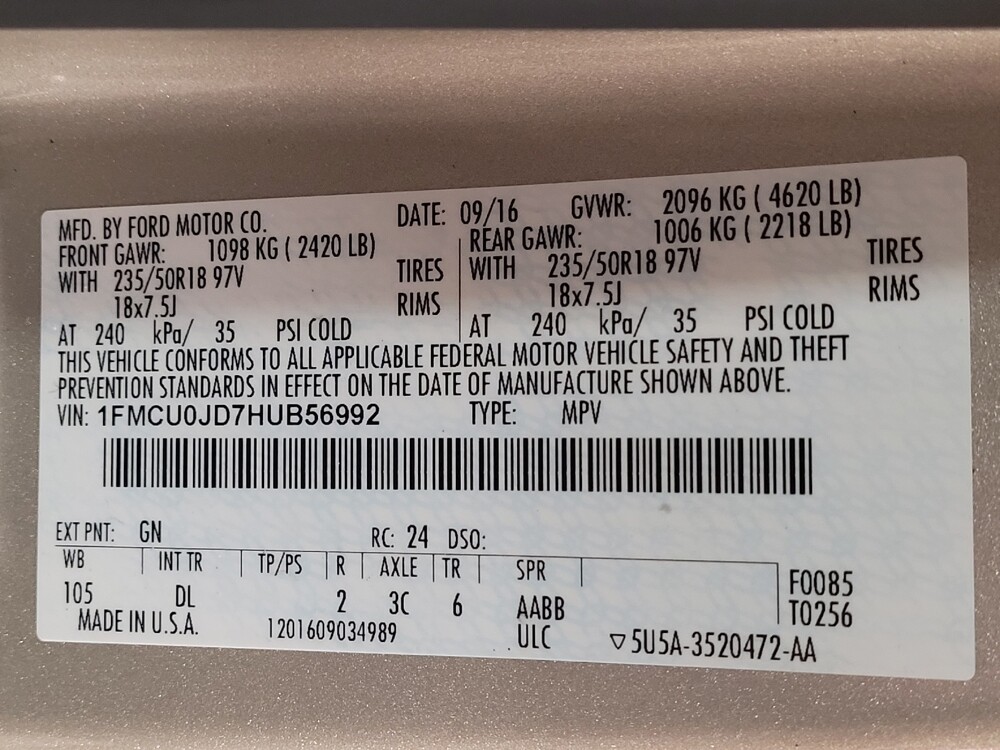 MFD. BY FORD MOTOR CO. DATE: 09/16 GVWR: 2096 KG ( 4620 LB)
FRONT GAWR: 1098 KG ( 2420 LB) REAR GAWR: 1006 KG ( 2218 LB)
WITH 235/50R18 97V TIRES WITH 235/50R18 97V TIRES
18x7.5J RIMS 18x7.5J RIMS
AT 240 kPa/ 35 PSI COLD AT 240 kPa/ 35 PSI COLD
THIS VEHICLE CONFORMS TO ALL APPLICABLE FEDERAL MOTOR VEHICLE SAFETY AND THEFT
PREVENTION STANDARDS IN EFFECT ON THE DATE OF MANUFACTURE SHOWN ABOVE.
VIN: 1FMCU0JD7HUB56992 TYPE: MPV
EXT PNT: GN RC: 24 DSO:
WB INT TR TP/PS R AXLE TR SPR
105 DL 2 3C 6 AABB
F0085
T0256
MADE IN U.S.A. 1201609034989 ULC ▽5U5A-3520472-AA